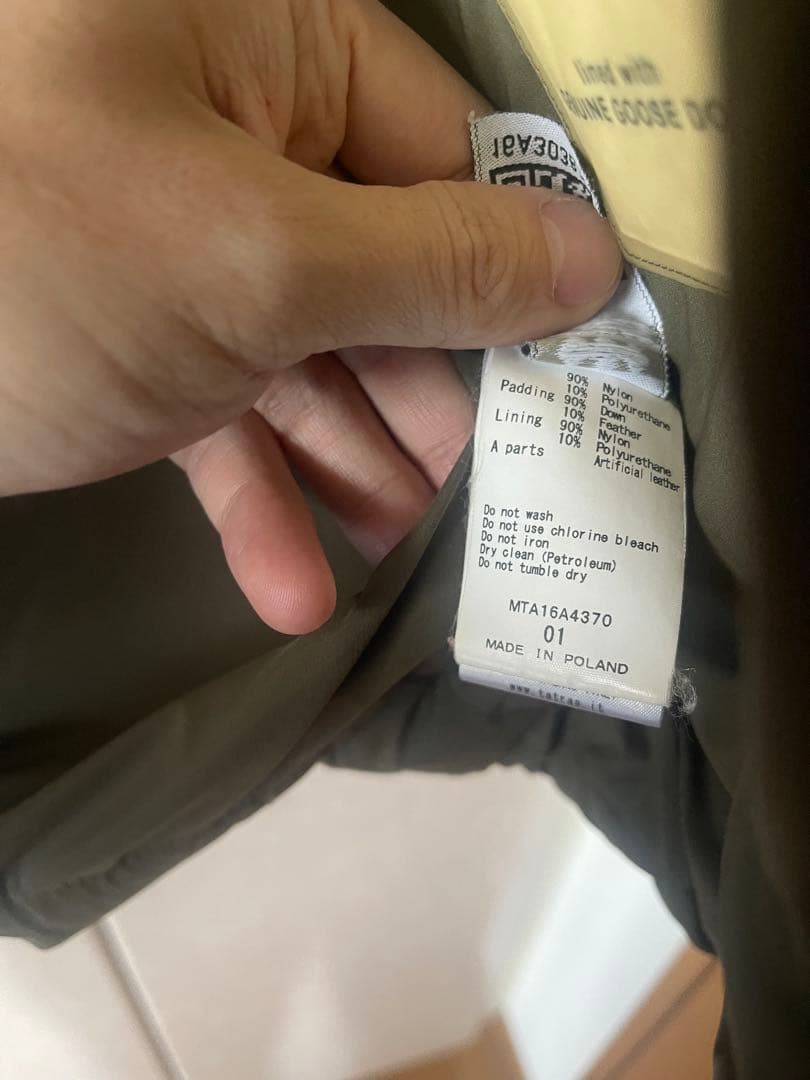 lined with
GOOSE
16A303
90% Nylon
10% Polyurethane
Padding 90% Down
10% Feather
Lining 90% Nylon
10% Polyurethane
A parts Artificial leather
Do not wash
Do not use chlorine bleach
Do not iron
Dry clean (Petroleum)
Do not tumble dry
MTA16A4370
01
MADE IN POLAND
www.tatras.it